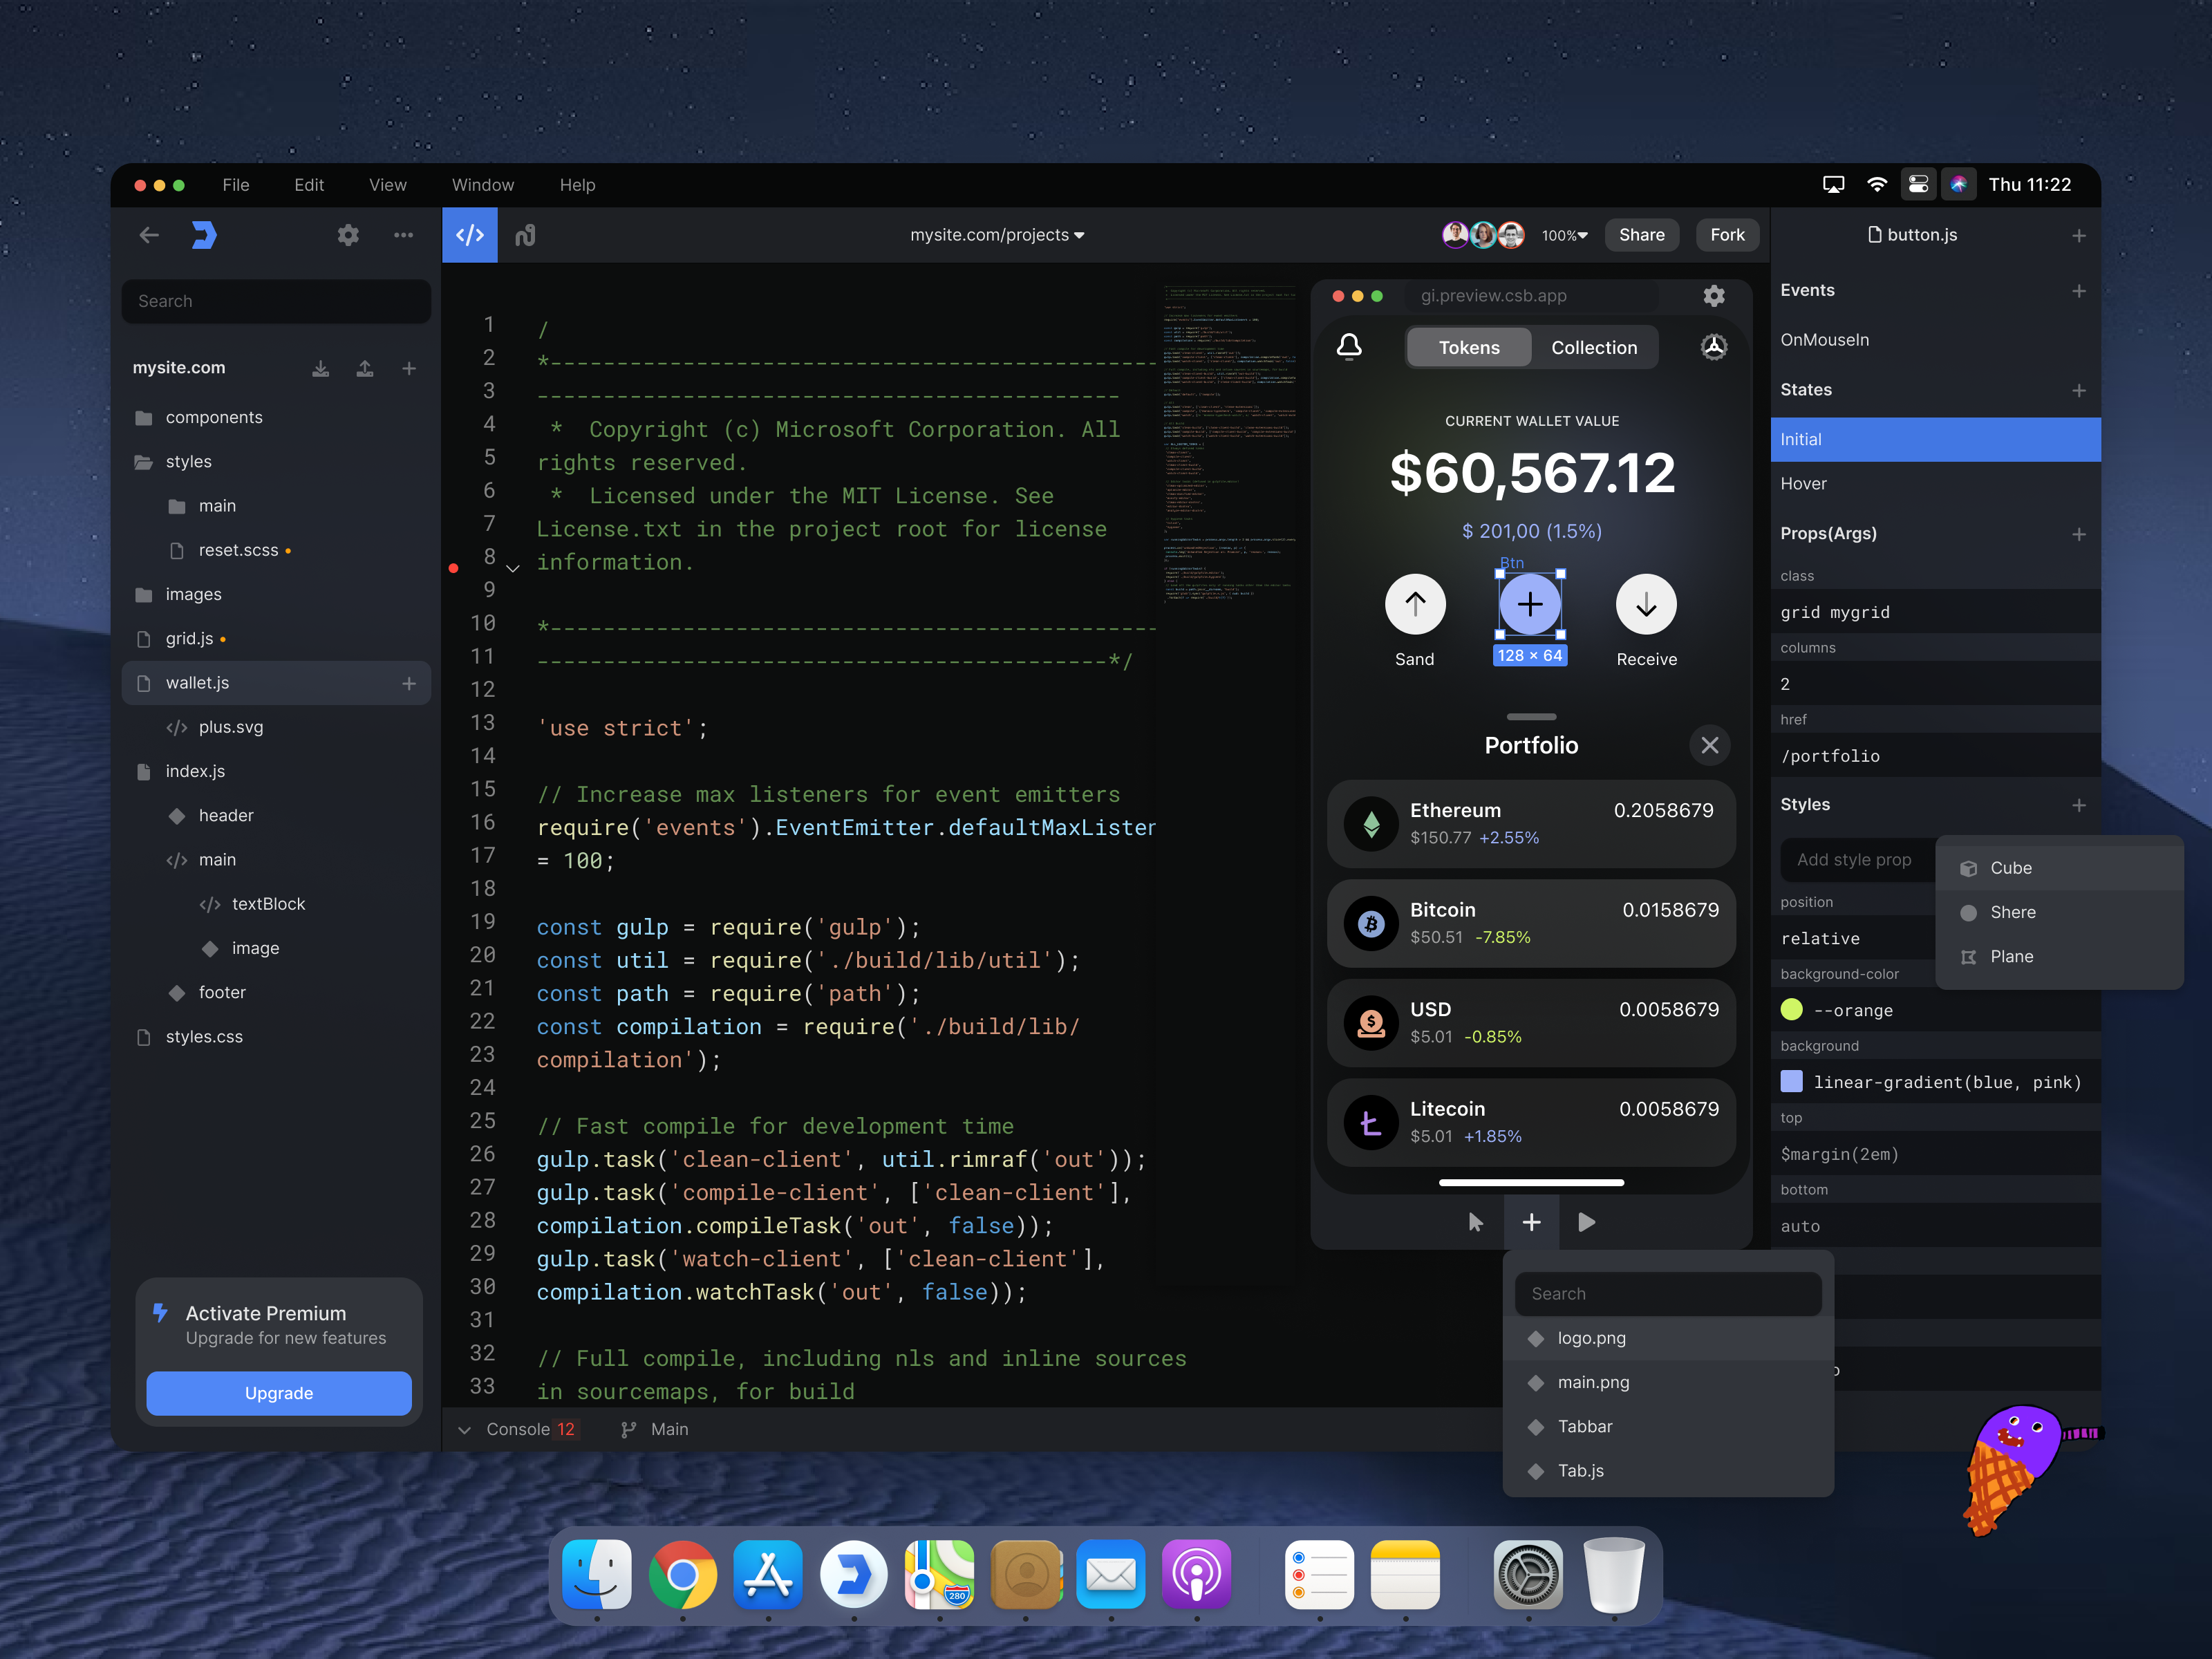 File Edit View Window Help
Thu 11:22
mysite.com/projects
100%
Share
Fork
button.js
Search
mysite.com
components
styles
main
reset.scss
images
grid.js
wallet.js
plus.svg
index.js
header
main
textBlock
image
footer
styles.css
Activate Premium
Upgrade for new features
Upgrade
1 /
2 *-----------------------------------------------
3 --------------------------------------------
4 * Copyright (c) Microsoft Corporation. All
5 rights reserved.
6 * Licensed under the MIT License. See
7 License.txt in the project root for license
8 information.
9
10 *-----------------------------------------------
11 -------------------------------------------*/
12
13 'use strict';
14
15 // Increase max listeners for event emitters
16 require('events').EventEmitter.defaultMaxLister
17 = 100;
18
19 const gulp = require('gulp');
20 const util = require('./build/lib/util');
21 const path = require('path');
22 const compilation = require('./build/lib/
23 compilation');
24
25 // Fast compile for development time
26 gulp.task('clean-client', util.rimraf('out'));
27 gulp.task('compile-client', ['clean-client'],
28 compilation.compileTask('out', false));
29 gulp.task('watch-client', ['clean-client'],
30 compilation.watchTask('out', false));
31
32 // Full compile, including nls and inline sources
33 in sourcemaps, for build
Console 12
Main
gi.preview.csb.app
Tokens
Collection
CURRENT WALLET VALUE
$60,567.12
$ 201,00 (1.5%)
Btn
128 × 64
Sand
Receive
Portfolio
Ethereum 0.2058679
$150.77 +2.55%
Bitcoin 0.0158679
$50.51 -7.85%
USD 0.0058679
$5.01 -0.85%
Litecoin 0.0058679
$5.01 +1.85%
Search
logo.png
main.png
Tabbar
Tab.js
Events
OnMouseIn
States
Initial
Hover
Props(Args)
class
grid mygrid
columns
2
href
/portfolio
Styles
Add style prop
Cube
Shere
Plane
position
relative
background-color
--orange
background
linear-gradient(blue, pink)
top
$margin(2em)
bottom
auto
280